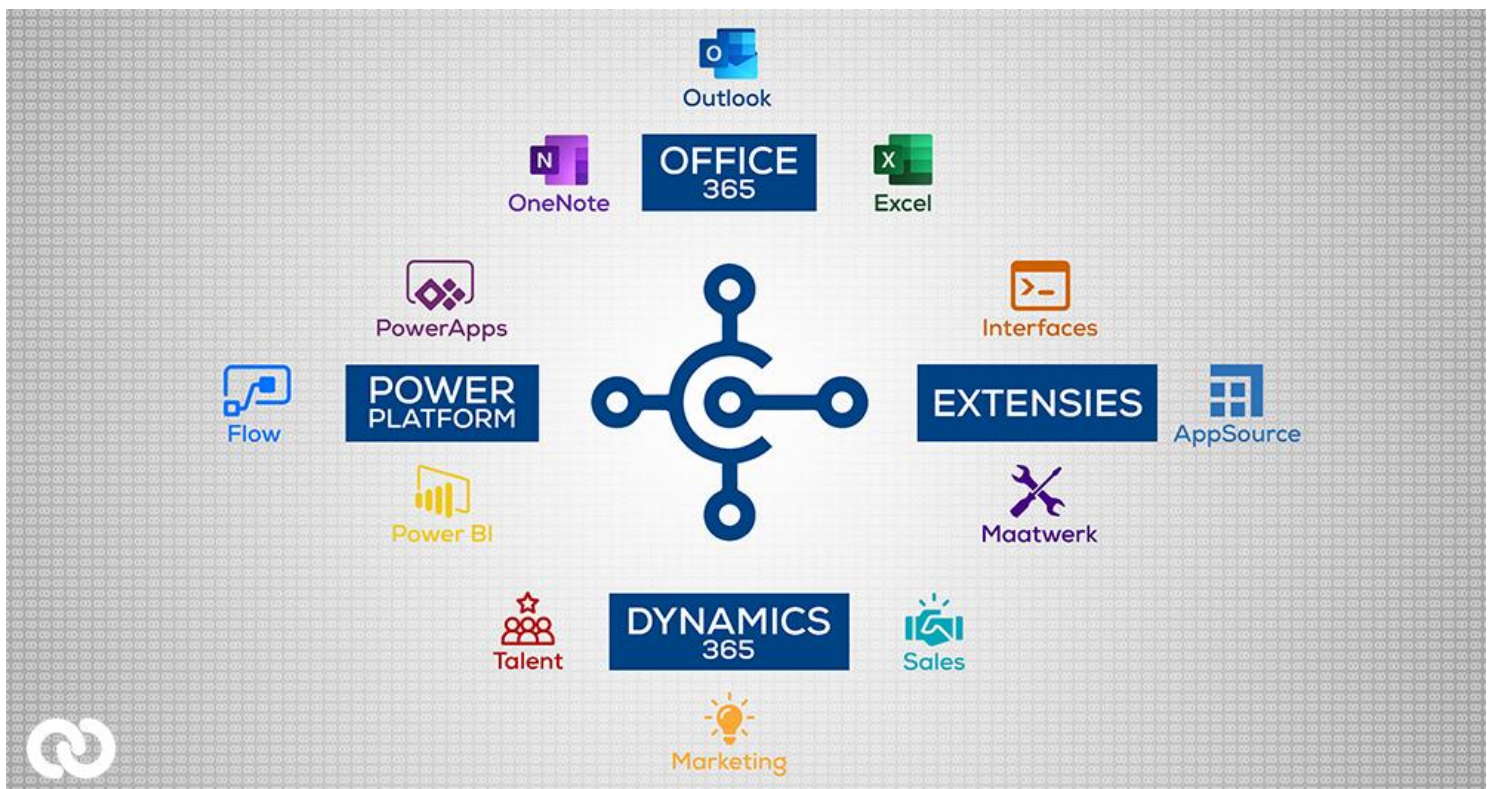 Outlook
OneNote
OFFICE
365
Excel
PowerApps
Interfaces
Flow
POWER
PLATFORM
EXTENSIES
AppSource
Power BI
Maatwerk
Talent
DYNAMICS
365
Sales
Marketing